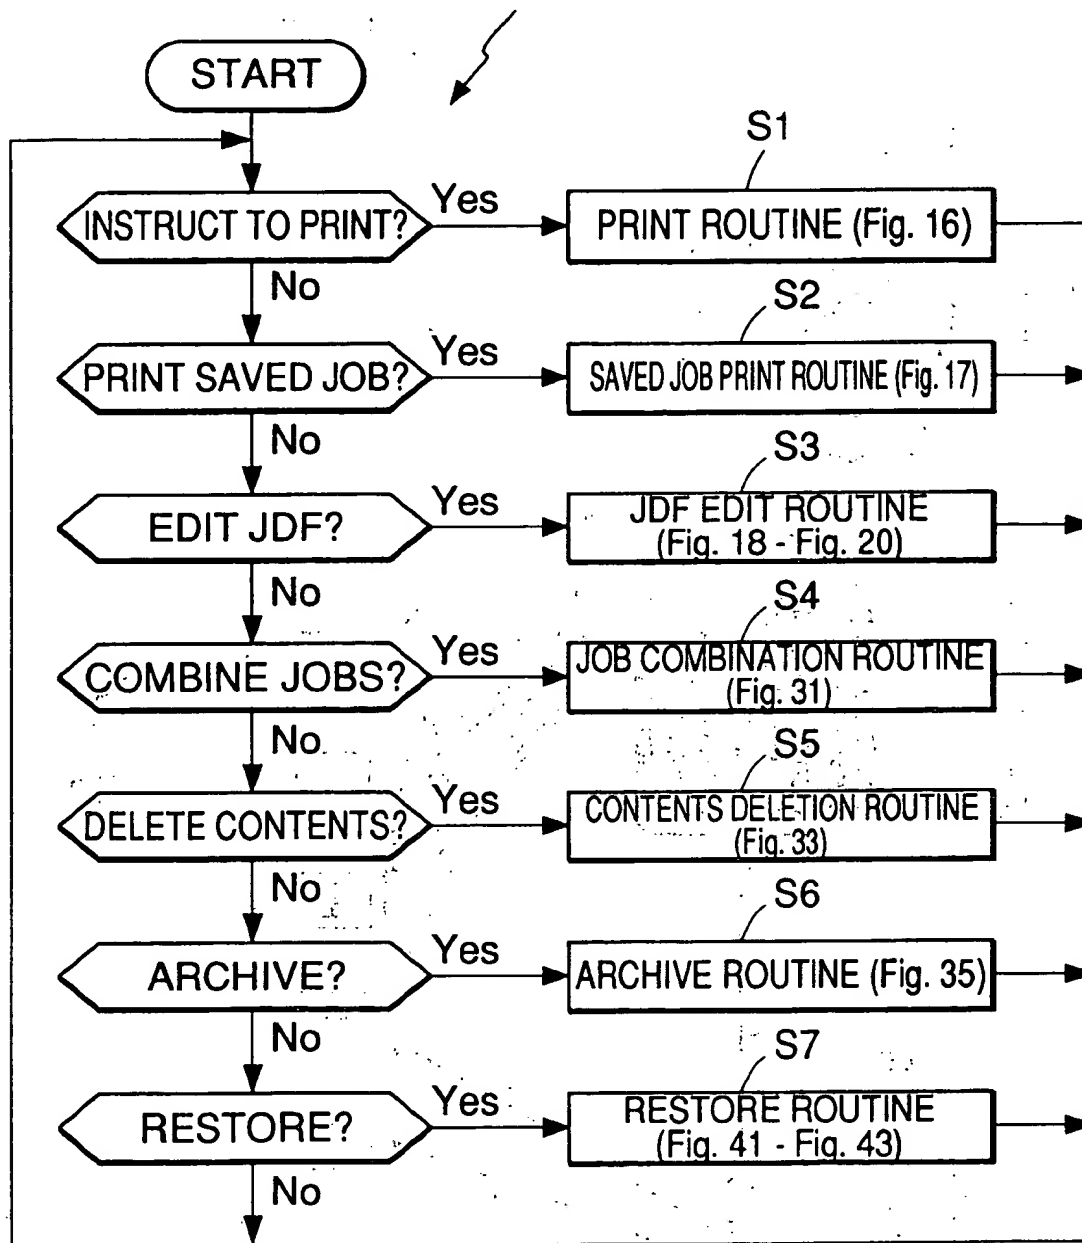 START
S1
INSTRUCT TO PRINT?
Yes
PRINT ROUTINE (Fig. 16)
No
S2
PRINT SAVED JOB?
Yes
SAVED JOB PRINT ROUTINE (Fig. 17)
No
S3
EDIT JDF?
Yes
JDF EDIT ROUTINE
(Fig. 18 - Fig. 20)
No
S4
COMBINE JOBS?
Yes
JOB COMBINATION ROUTINE
(Fig. 31)
No
S5
DELETE CONTENTS?
Yes
CONTENTS DELETION ROUTINE
(Fig. 33)
No
S6
ARCHIVE?
Yes
ARCHIVE ROUTINE (Fig. 35)
No
S7
RESTORE?
Yes
RESTORE ROUTINE
(Fig. 41 - Fig. 43)
No